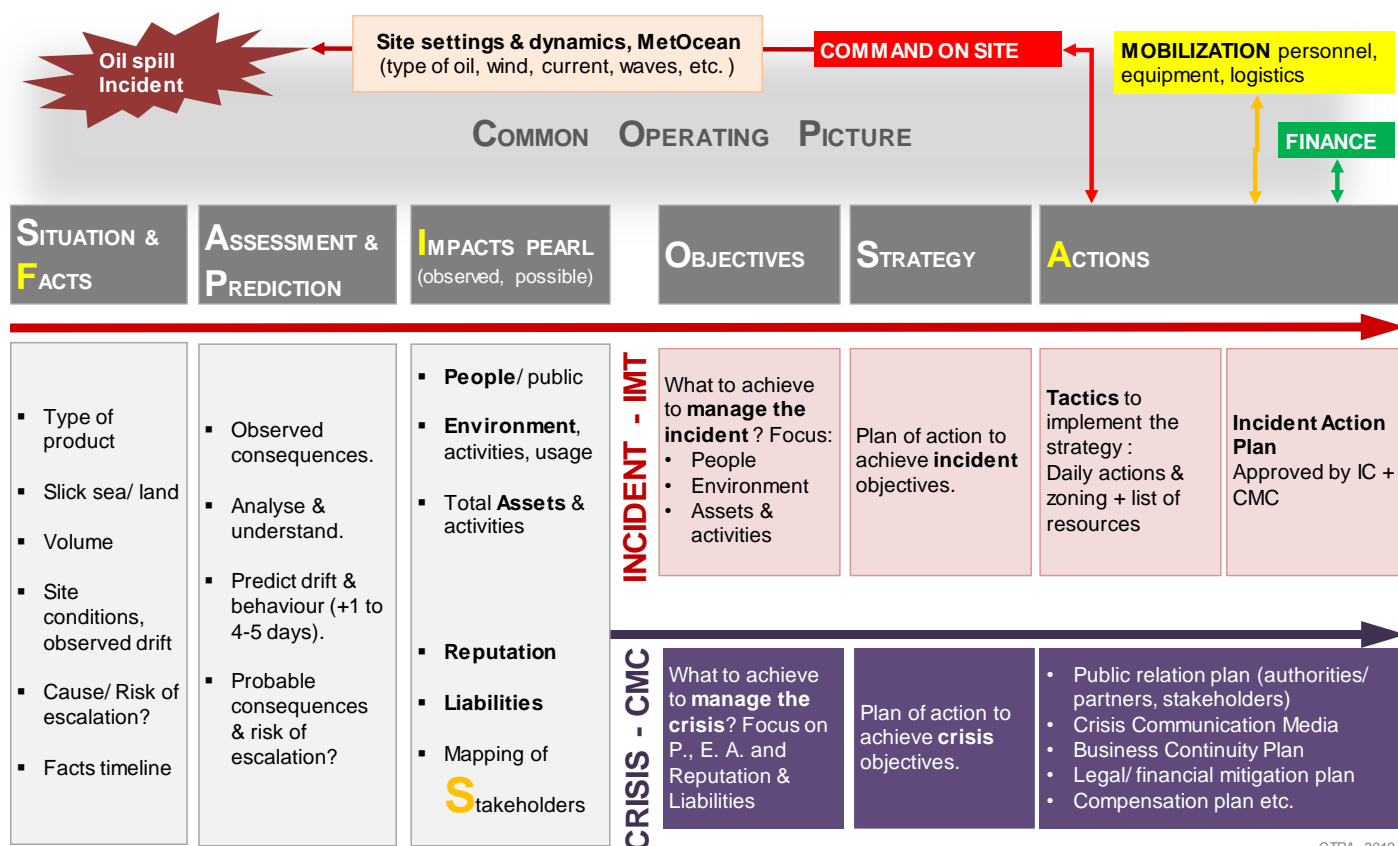 Oil spill
Incident
Site settings & dynamics, MetOcean
(type of oil, wind, current, waves, etc. )
COMMAND ON SITE
MOBILIZATION personnel,
equipment, logistics
COMMON OPERATING PICTURE
FINANCE
SITUATION &
FACTS
ASSESSMENT &
PREDICTION
IMPACTS PEARL
(observed, possible)
OBJECTIVES
STRATEGY
ACTIONS
▪ Type of
product
▪ Slick sea/ land
▪ Volume
▪ Site
conditions,
observed drift
▪ Cause/ Risk of
escalation?
▪ Facts timeline
▪ Observed
consequences.
▪ Analyse &
understand.
▪ Predict drift &
behaviour (+1 to
4-5 days).
▪ Probable
consequences
& risk of
escalation?
▪ People/ public
▪ Environment,
activities, usage
▪ Total Assets &
activities
▪ Reputation
▪ Liabilities
▪ Mapping of
Stakeholders
INCIDENT - IMT
What to achieve
to manage the
incident ? Focus:
• People
• Environment
• Assets &
activities
Plan of action to
achieve incident
objectives.
Tactics to
implement the
strategy :
Daily actions &
zoning + list of
resources
Incident Action
Plan
Approved by IC +
CMC
CRISIS - CMC
What to achieve
to manage the
crisis? Focus on
P., E. A. and
Reputation &
Liabilities
Plan of action to
achieve crisis
objectives.
• Public relation plan (authorities/
partners, stakeholders)
• Crisis Communication Media
• Business Continuity Plan
• Legal/ financial mitigation plan
• Compensation plan etc.